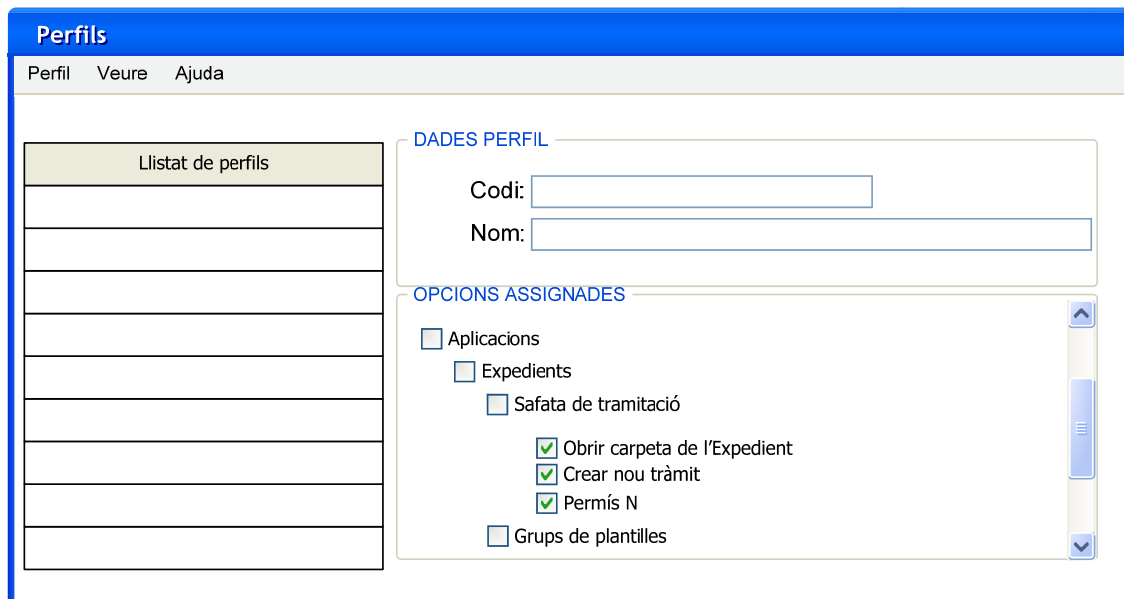 Perfils
Perfil Veure Ajuda
Llistat de perfils
DADES PERFIL
Codi:
Nom:
OPCIONS ASSIGNADES
Aplicacions
Expedients
Safata de tramitació
Obrir carpeta de l'Expedient
Crear nou tràmit
Permís N
Grups de plantilles